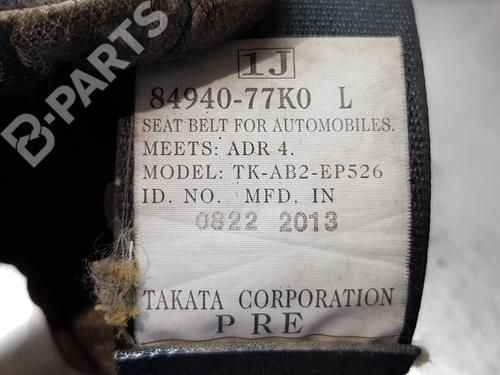 B-PARTS
1J
84940-77K0 L
SEAT BELT FOR AUTOMOBILES.
MEETS: ADR 4.
MODEL: TK-AB2-EP526
ID. NO. MFD. IN
0822 2013
TAKATA CORPORATION
PRE